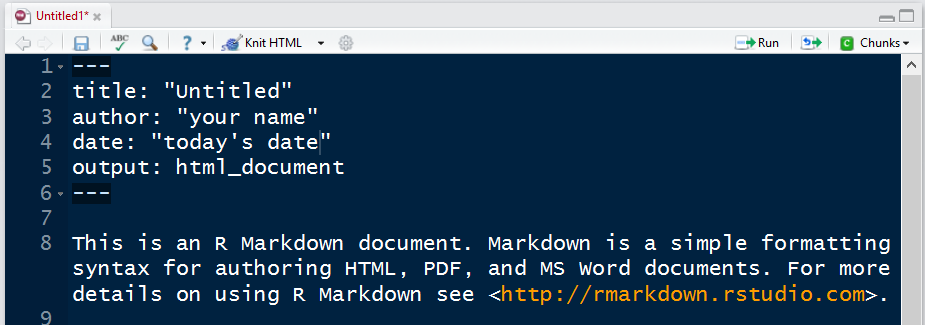 Untitled1*
ABC
? Knit HTML Run C Chunks
1 ---
2 title: "Untitled"
3 author: "your name"
4 date: "today's date"
5 output: html_document
6 ---
7
8 This is an R Markdown document. Markdown is a simple formatting
syntax for authoring HTML, PDF, and MS Word documents. For more
details on using R Markdown see <http://rmarkdown.rstudio.com>.
9